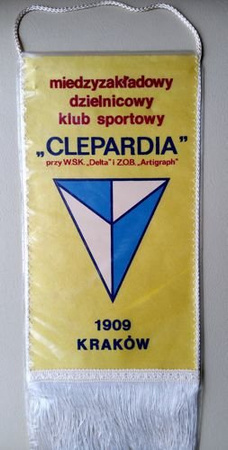 miedzyzakładowy
dzielnicowy
klub sportowy
„CLEPARDIA”
przy W.S.K. „Delta” i Z.O.B. „Artigraph”
1909
KRAKÓW